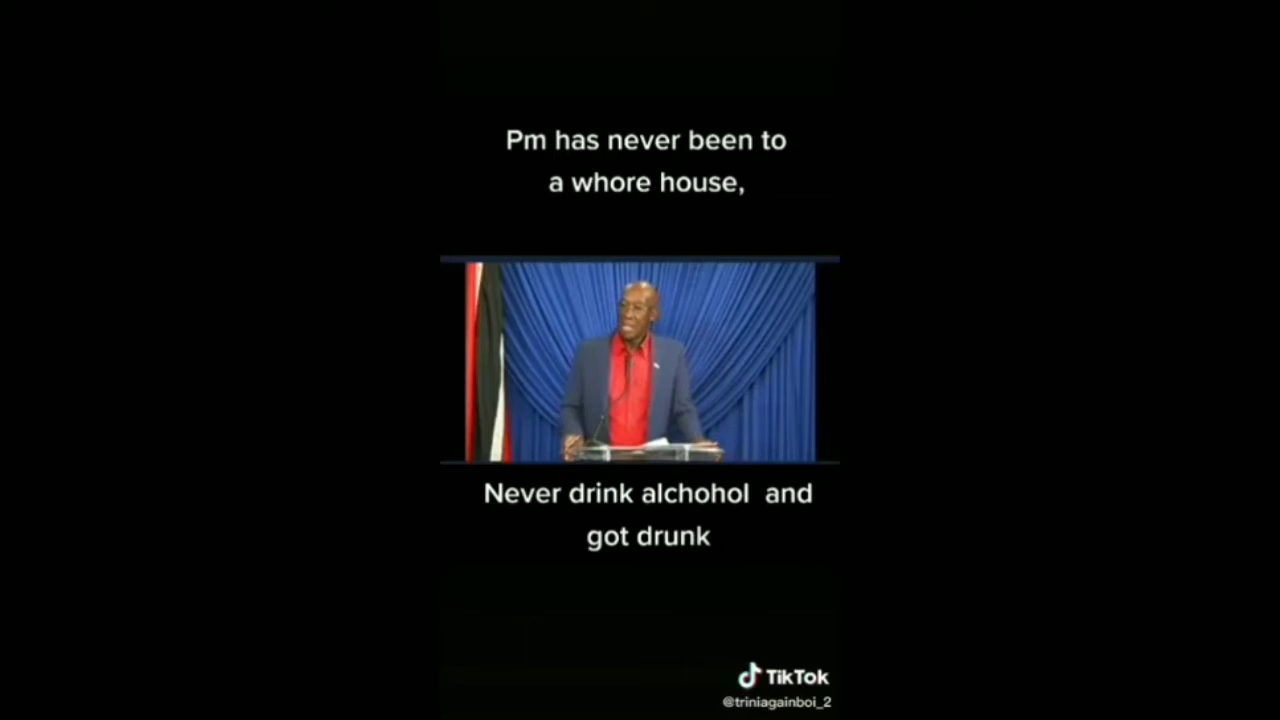 Pm has never been to
a whore house,
Never drink alchohol and
got drunk
TikTok
@triniagainboi_2